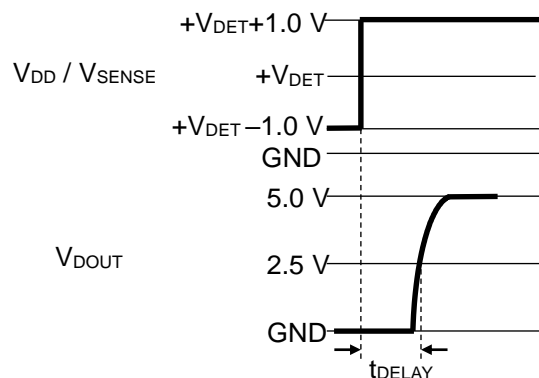 +VDET+1.0 V
VDD / VSENSE
+VDET
+VDET –1.0 V
GND
5.0 V
VDOUT
2.5 V
GND
tDELAY